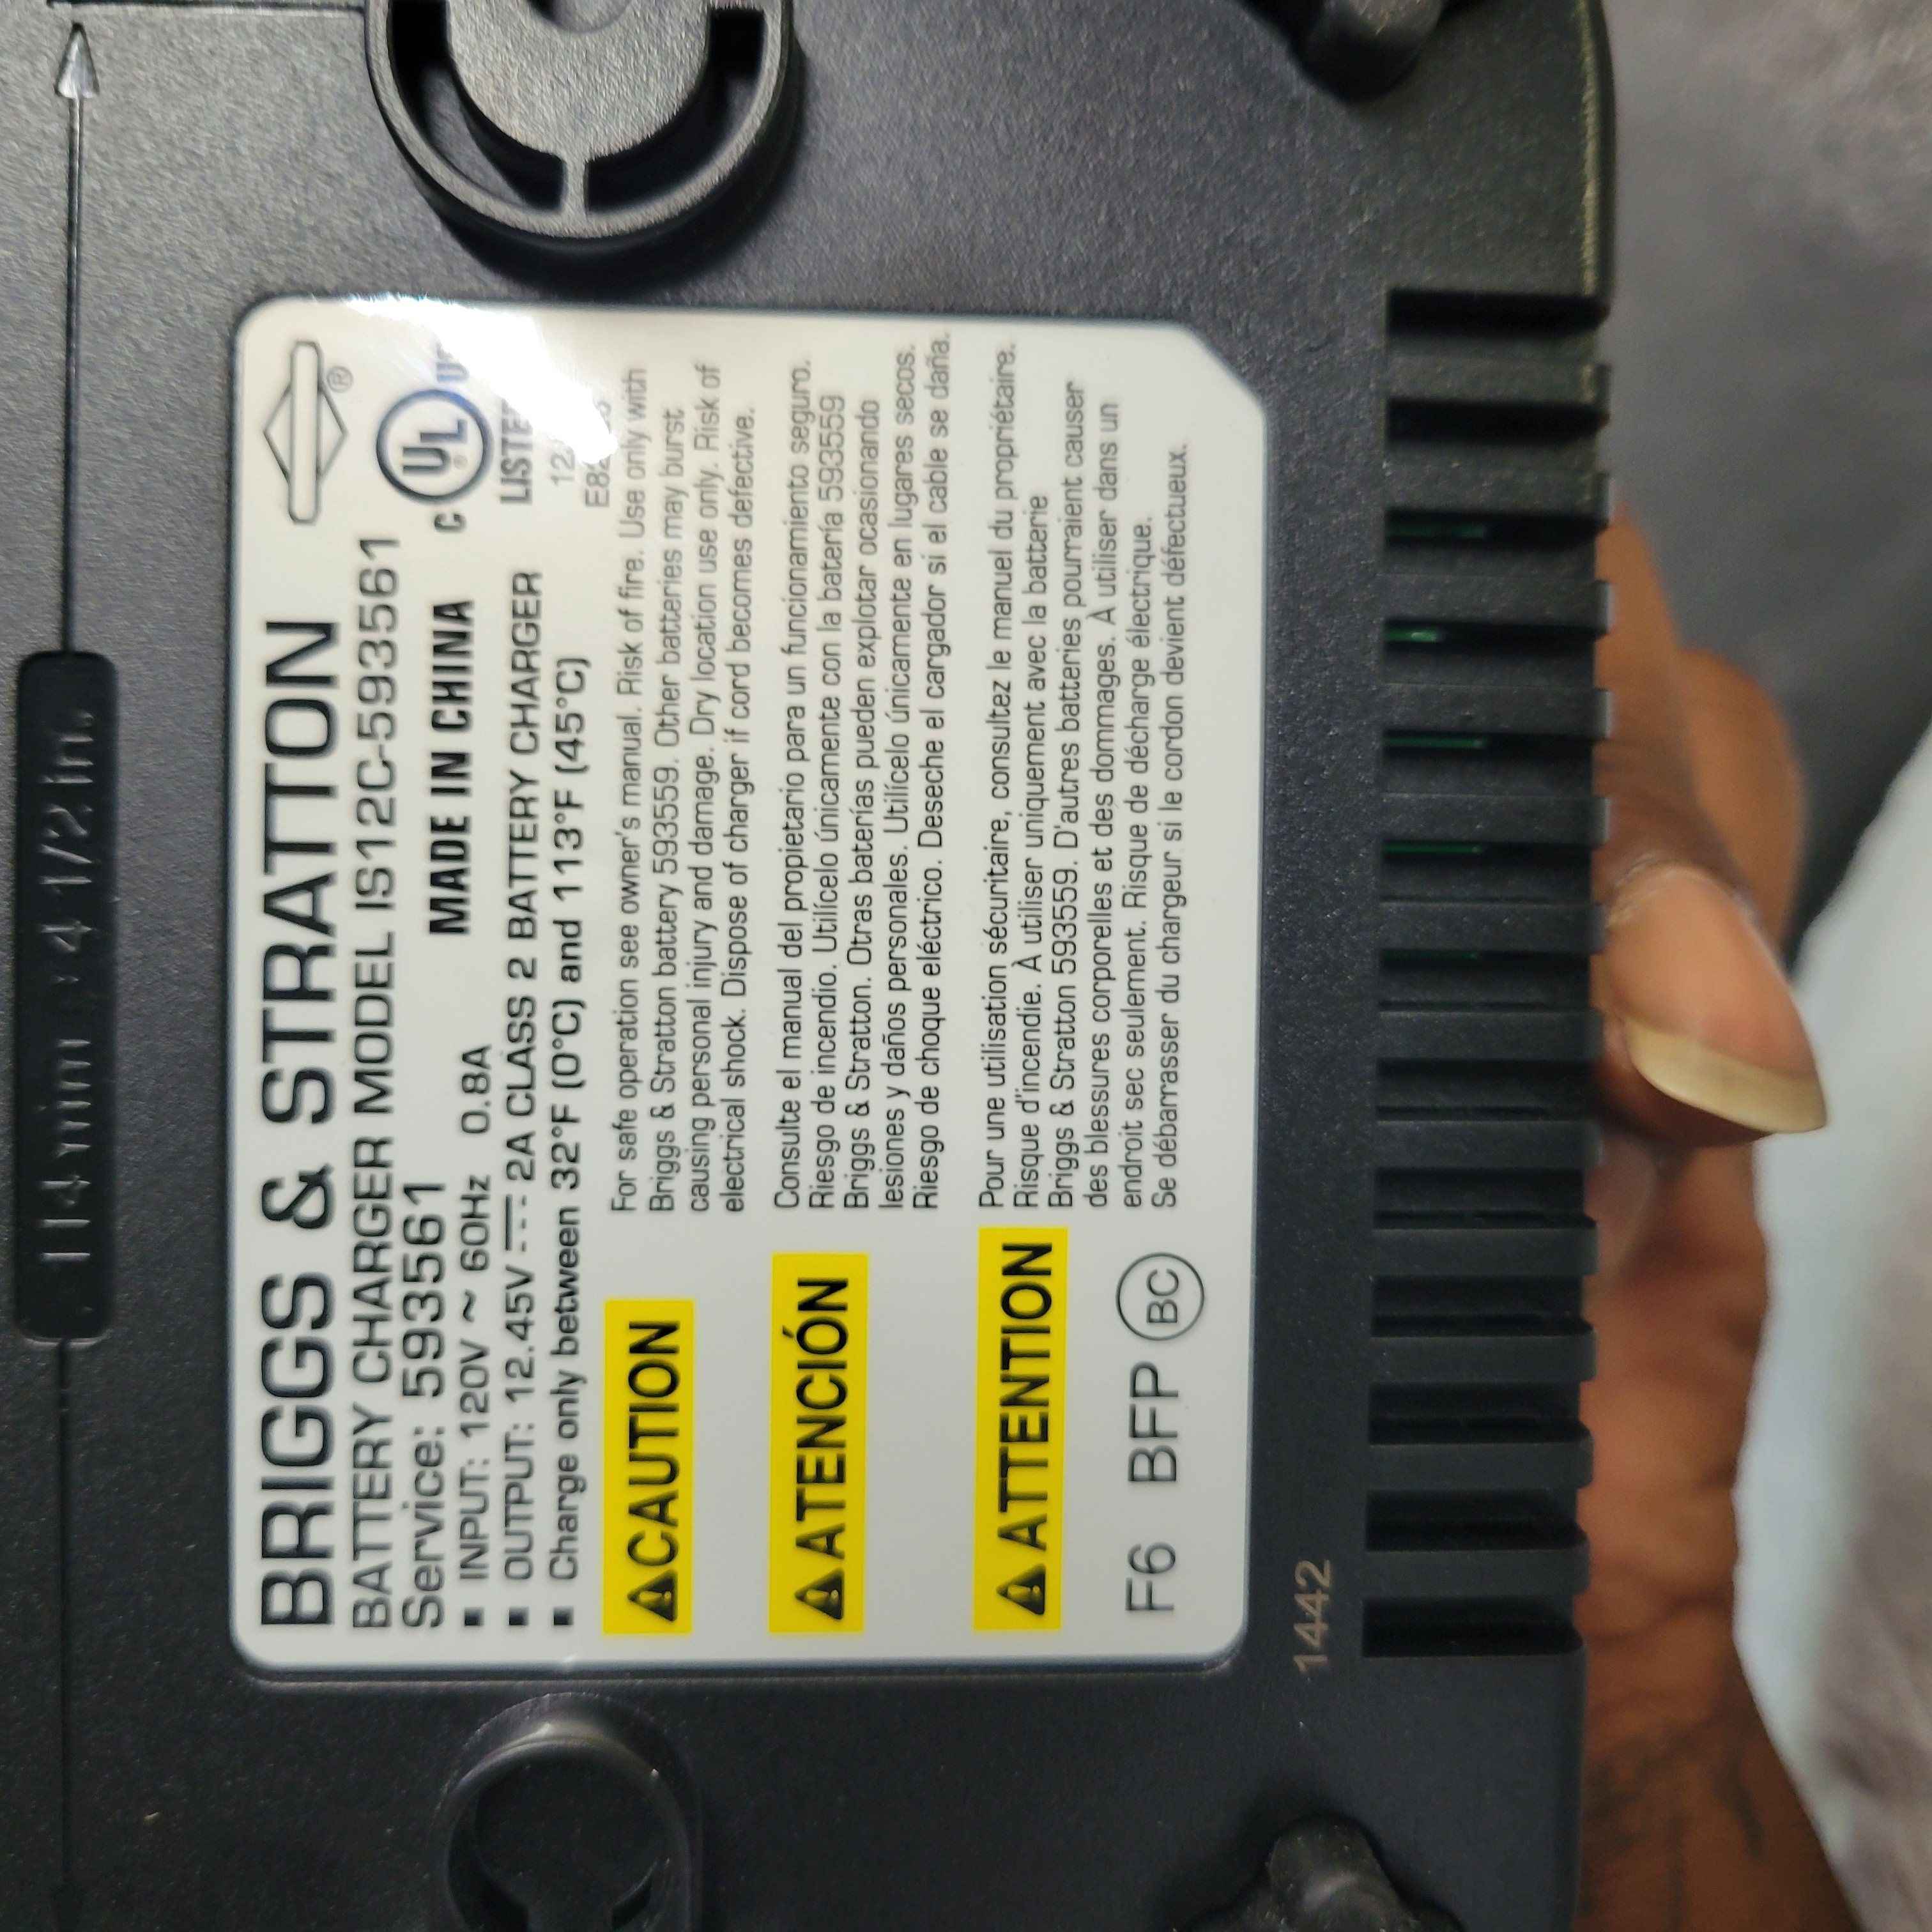 114 mm - 4 1/2 in.
BRIGGS & STRATTON ®
BATTERY CHARGER MODEL IS12C-593561
Service: 593561
MADE IN CHINA
C UL ® US
LISTED
▪ INPUT: 120V ~ 60Hz 0.8A
▪ OUTPUT: 12.45V ⎓ 2A CLASS 2 BATTERY CHARGER
▪ Charge only between 32°F (0°C) and 113°F (45°C)
⚠CAUTION
For safe operation see owner's manual. Risk of fire. Use only with
Briggs & Stratton battery 593559. Other batteries may burst
causing personal injury and damage. Dry location use only. Risk of
electrical shock. Dispose of charger if cord becomes defective.
⚠ATENCIÓN
Consulte el manual del propietario para un funcionamiento seguro.
Riesgo de incendio. Utilícelo únicamente con la batería 593559
Briggs & Stratton. Otras baterías pueden explotar ocasionando
lesiones y daños personales. Utilícelo únicamente en lugares secos.
Riesgo de choque eléctrico. Deseche el cargador si el cable se daña.
⚠ATTENTION
Pour une utilisation sécuritaire, consultez le manuel du propriétaire.
Risque d'incendie. À utiliser uniquement avec la batterie
Briggs & Stratton 593559. D'autres batteries pourraient causer
des blessures corporelles et des dommages. À utiliser dans un
endroit sec seulement. Risque de décharge électrique.
Se débarrasser du chargeur si le cordon devient défectueux.
F6 BFP BC
1442